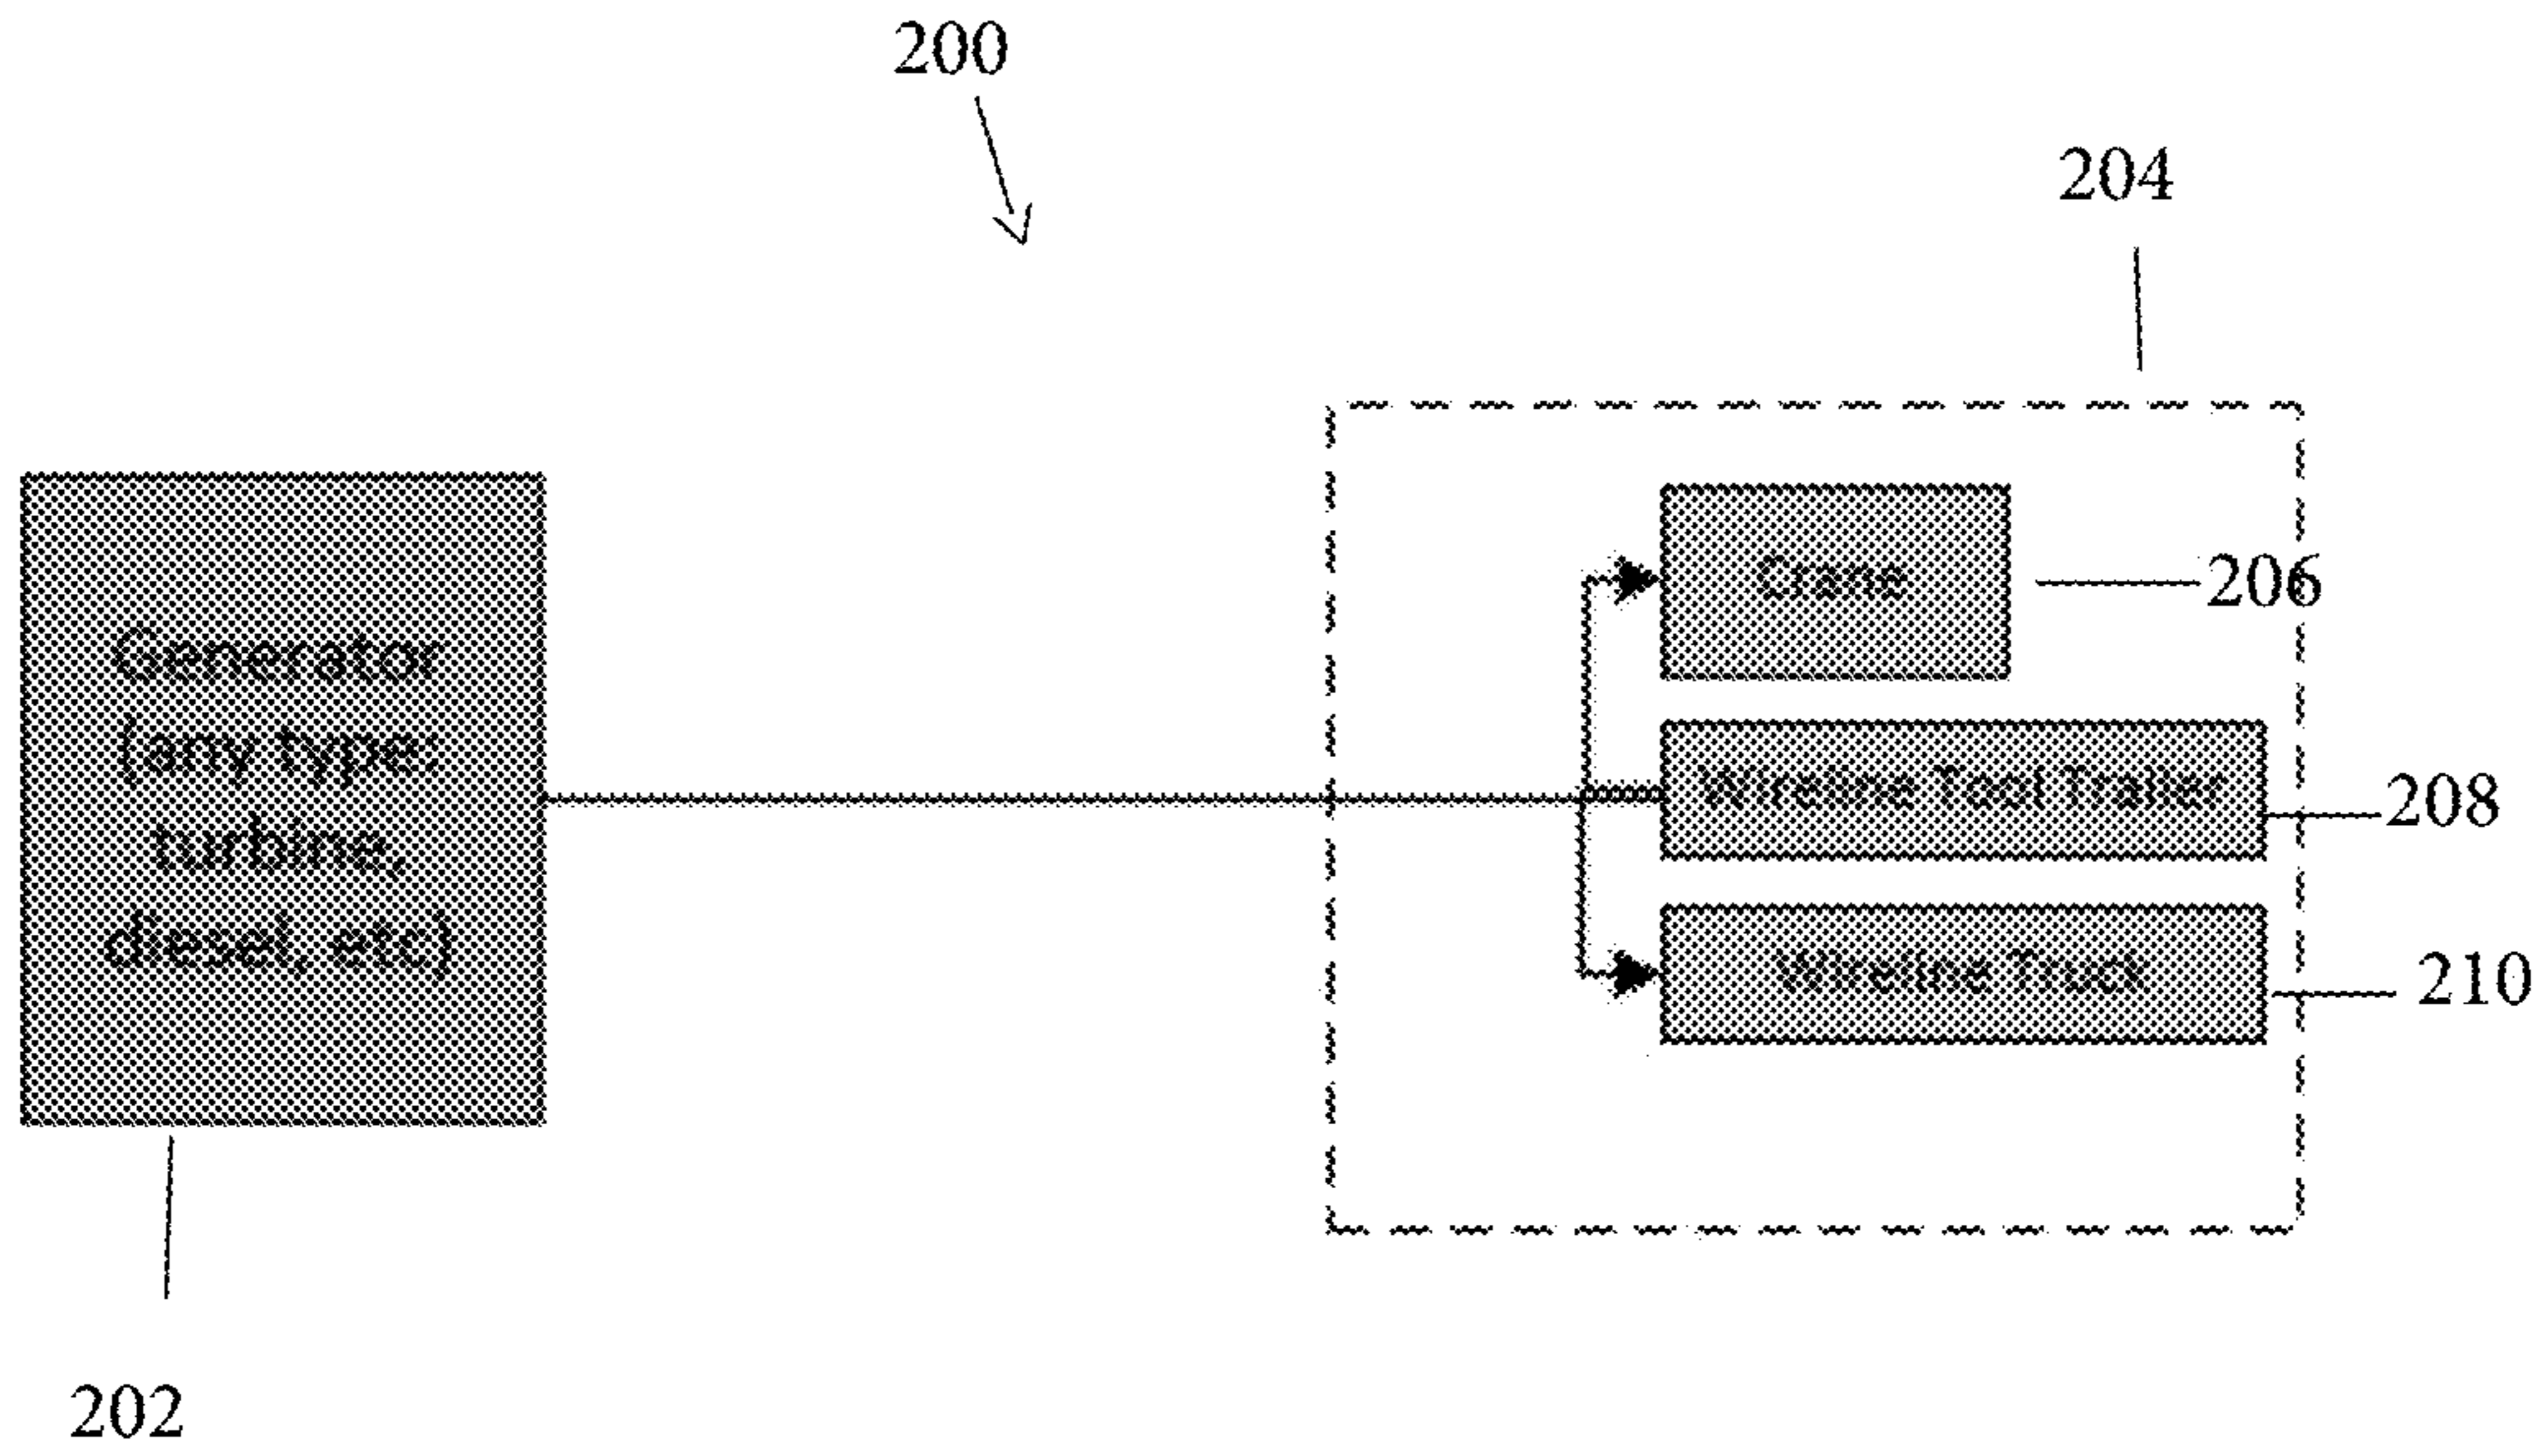 200
204
Crane
206
Generator
(any type:
turbine,
diesel, etc)
Wireline Tool Trailer
208
Wireline Truck
210
202